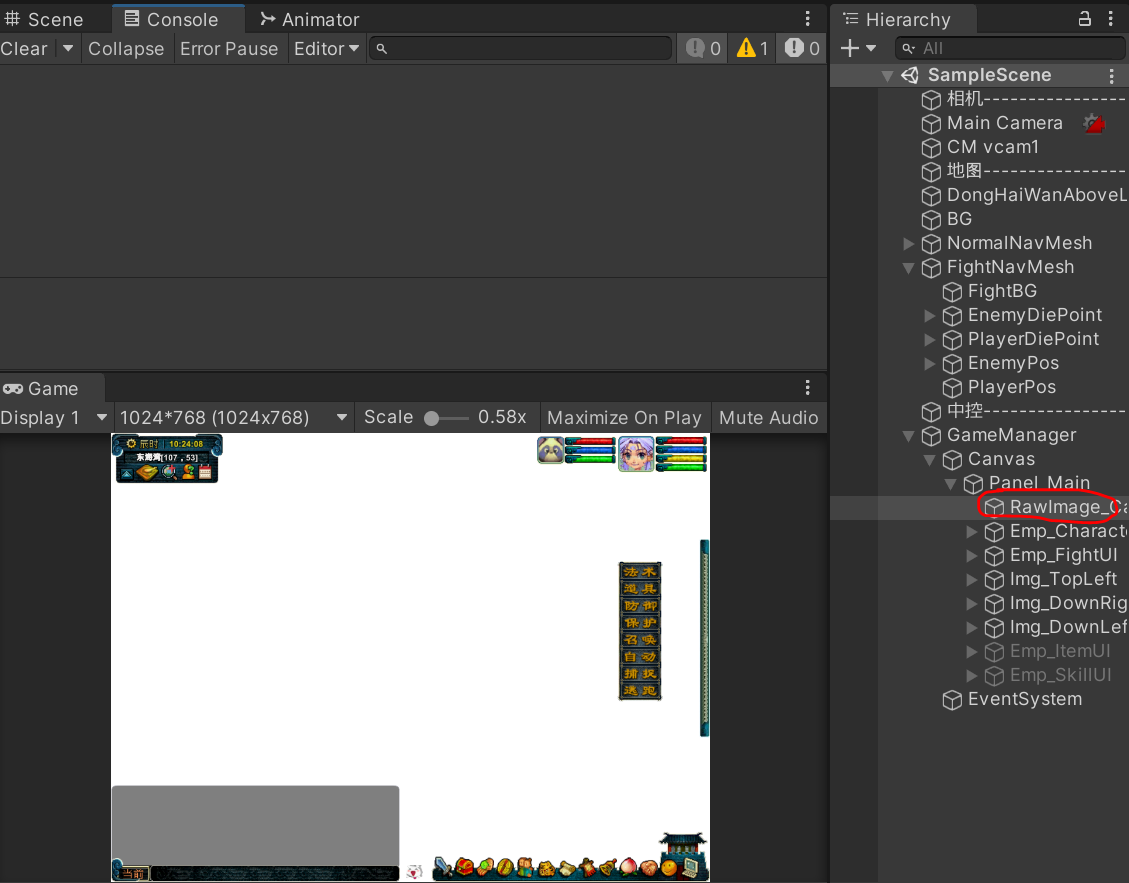 Scene Console Animator
Clear Collapse Error Pause Editor 0 1 0
Game
Display 1 1024*768 (1024x768) Scale 0.58x Maximize On Play Mute Audio
辰时 10:24:08
东海湾[107，53]
法术
道具
防御
保护
召唤
自动
捕捉
逃跑
当前
Hierarchy
All
SampleScene
相机----------------
Main Camera
CM vcam1
地图----------------
DongHaiWanAboveL
BG
NormalNavMesh
FightNavMesh
FightBG
EnemyDiePoint
PlayerDiePoint
EnemyPos
PlayerPos
中控----------------
GameManager
Canvas
Panel_Main
RawImage_Ca
Emp_Characte
Emp_FightUI
Img_TopLeft
Img_DownRig
Img_DownLef
Emp_ItemUI
Emp_SkillUI
EventSystem